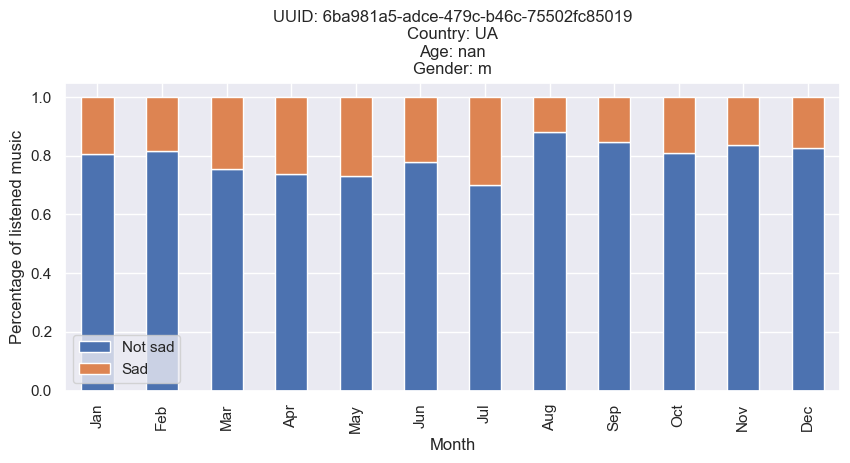 UUID: 6ba981a5-adce-479c-b46c-75502fc85019
Country: UA
Age: nan
Gender: m
Percentage of listened music
1.0
0.8
0.6
0.4
0.2
0.0
Not sad
Sad
Jan
Feb
Mar
Apr
May
Jun
Jul
Aug
Sep
Oct
Nov
Dec
Month